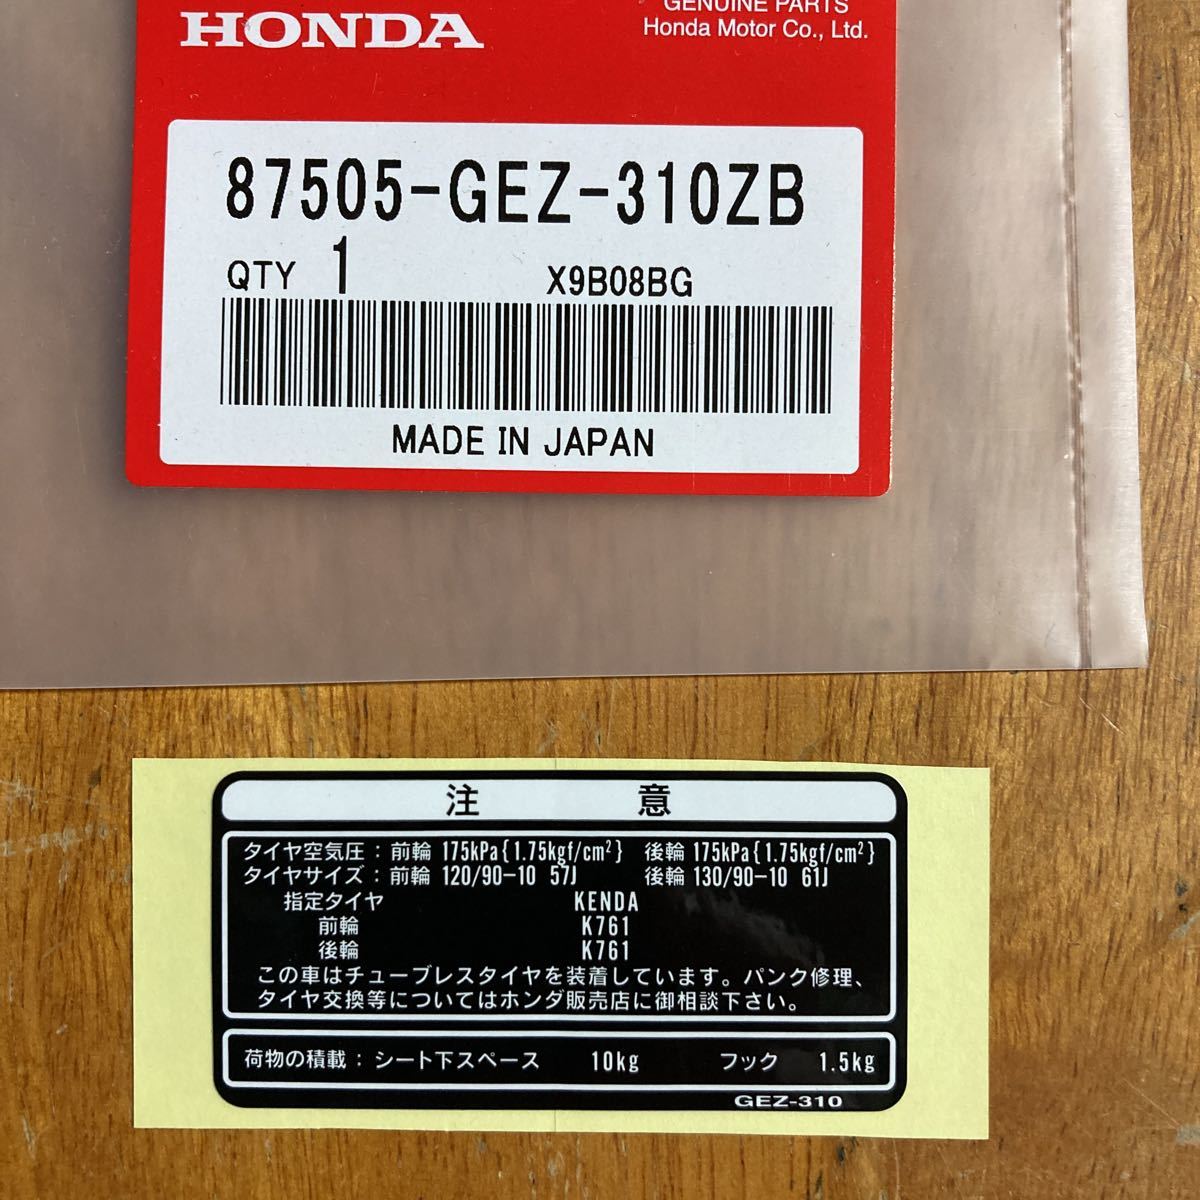 GENUINE PARTS
HONDA
Honda Motor Co., Ltd.
87505-GEZ-310ZB
QTY 1 X9B08BG
MADE IN JAPAN
注 意
タイヤ空気圧：前輪 175kPa{1.75kgf/cm²} 後輪 175kPa{1.75kgf/cm²}
タイヤサイズ：前輪 120/90-10 57J 後輪 130/90-10 61J
指定タイヤ KENDA
前輪 K761
後輪 K761
この車はチューブレスタイヤを装着しています。パンク修理、
タイヤ交換等についてはホンダ販売店に御相談下さい。
荷物の積載：シート下スペース 10kg フック 1.5kg
GEZ-310